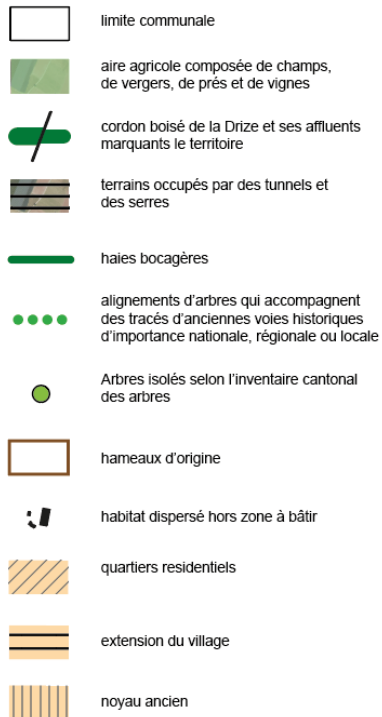 limite communale
aire agricole composée de champs,
de vergers, de prés et de vignes
cordon boisé de la Drize et ses affluents
marquants le territoire
terrains occupés par des tunnels et
des serres
haies bocagères
alignements d'arbres qui accompagnent
des tracés d'anciennes voies historiques
d'importance nationale, régionale ou locale
Arbres isolés selon l'inventaire cantonal
des arbres
hameaux d'origine
habitat dispersé hors zone à bâtir
quartiers residentiels
extension du village
noyau ancien